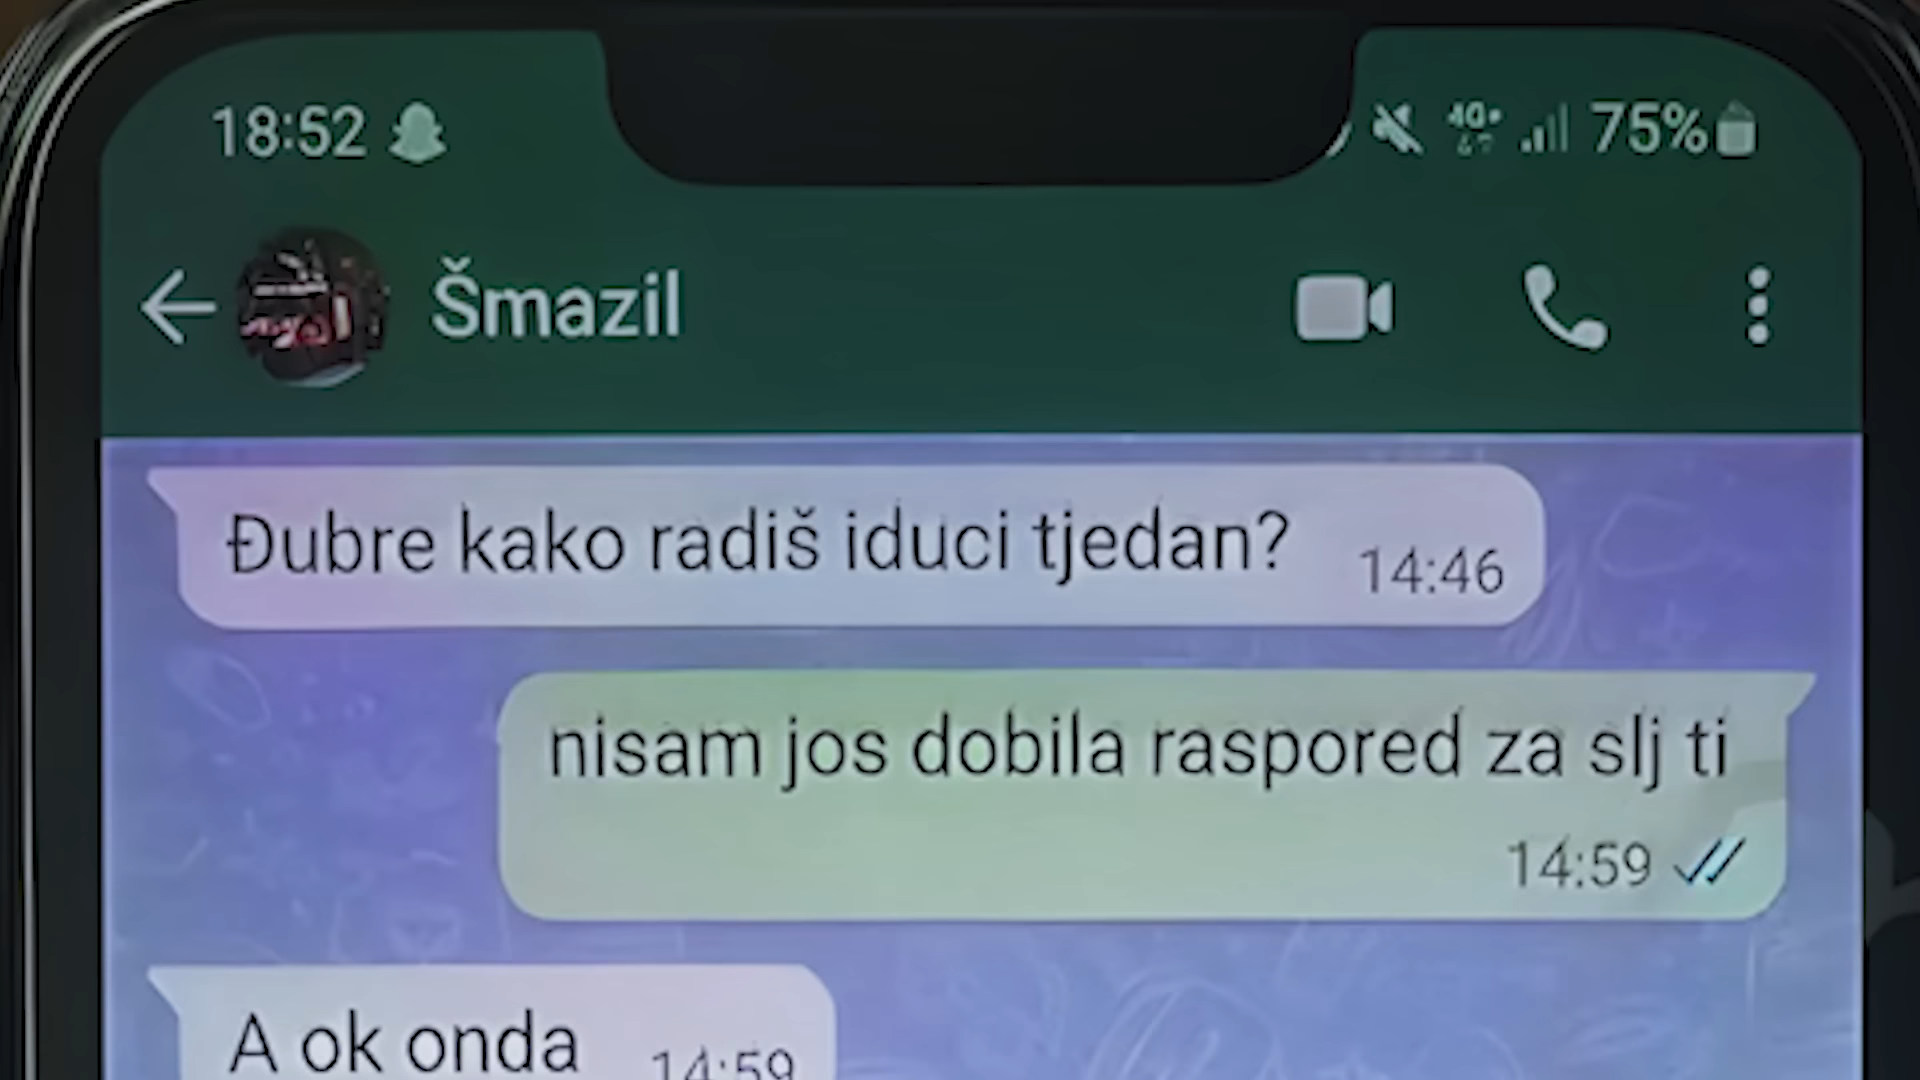 18:52
75%
Šmazil
Đubre kako radiš iduci tjedan?
14:46
nisam jos dobila raspored za slj ti
14:59
A ok onda
14:59